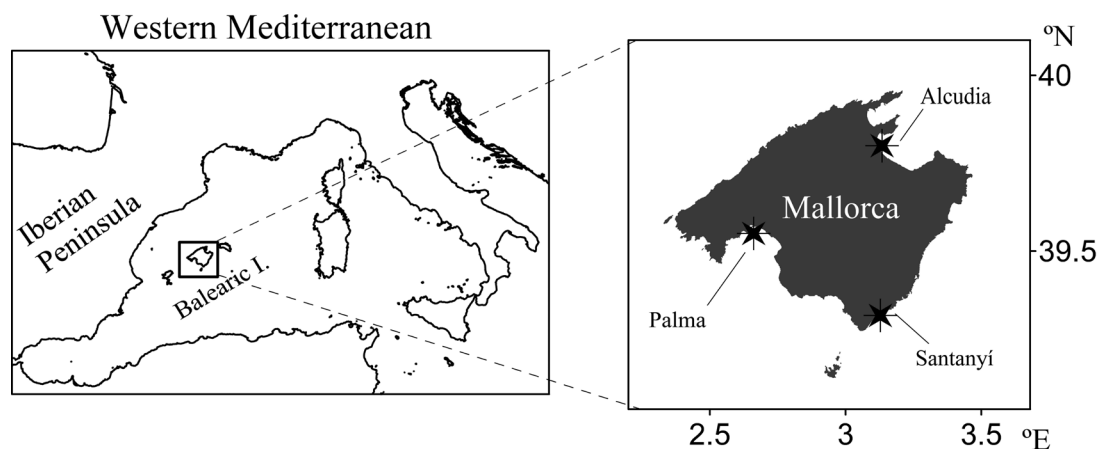 Western Mediterranean
Iberian
Peninsula
Balearic I.
ºN
40
Alcudia
Mallorca
39.5
Palma
Santanyí
2.5
3
3.5
ºE